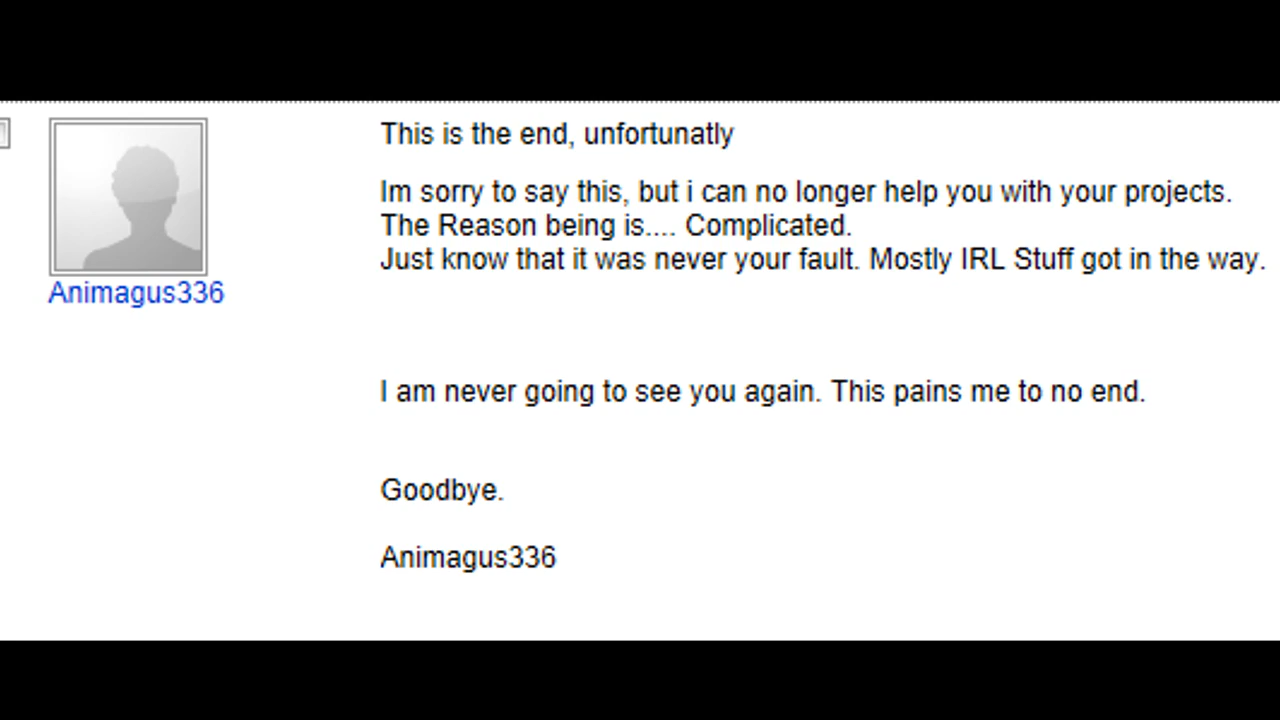 Animagus336
This is the end, unfortunatly
Im sorry to say this, but i can no longer help you with your projects.
The Reason being is.... Complicated.
Just know that it was never your fault. Mostly IRL Stuff got in the way.
I am never going to see you again. This pains me to no end.
Goodbye.
Animagus336